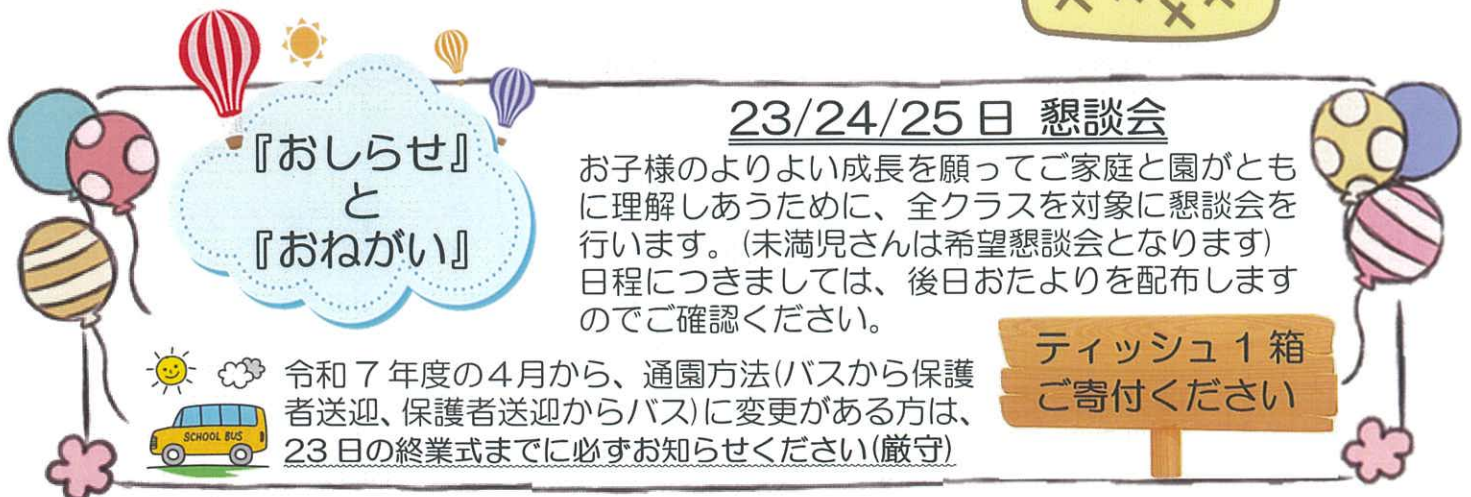 『おしらせ』
と
『おねがい』
23/24/25日 懇談会
お子様のよりよい成長を願ってご家庭と園がとも
に理解しあうために、全クラスを対象に懇談会を
行います。(未満児さんは希望懇談会となります)
日程につきましては、後日おたよりを配布します
のでご確認ください。
令和7年度の4月から、通園方法(バスから保護
者送迎、保護者送迎からバス)に変更がある方は、
23日の終業式までに必ずお知らせください(厳守)
SCHOOL BUS
ティッシュ1箱
ご寄付ください